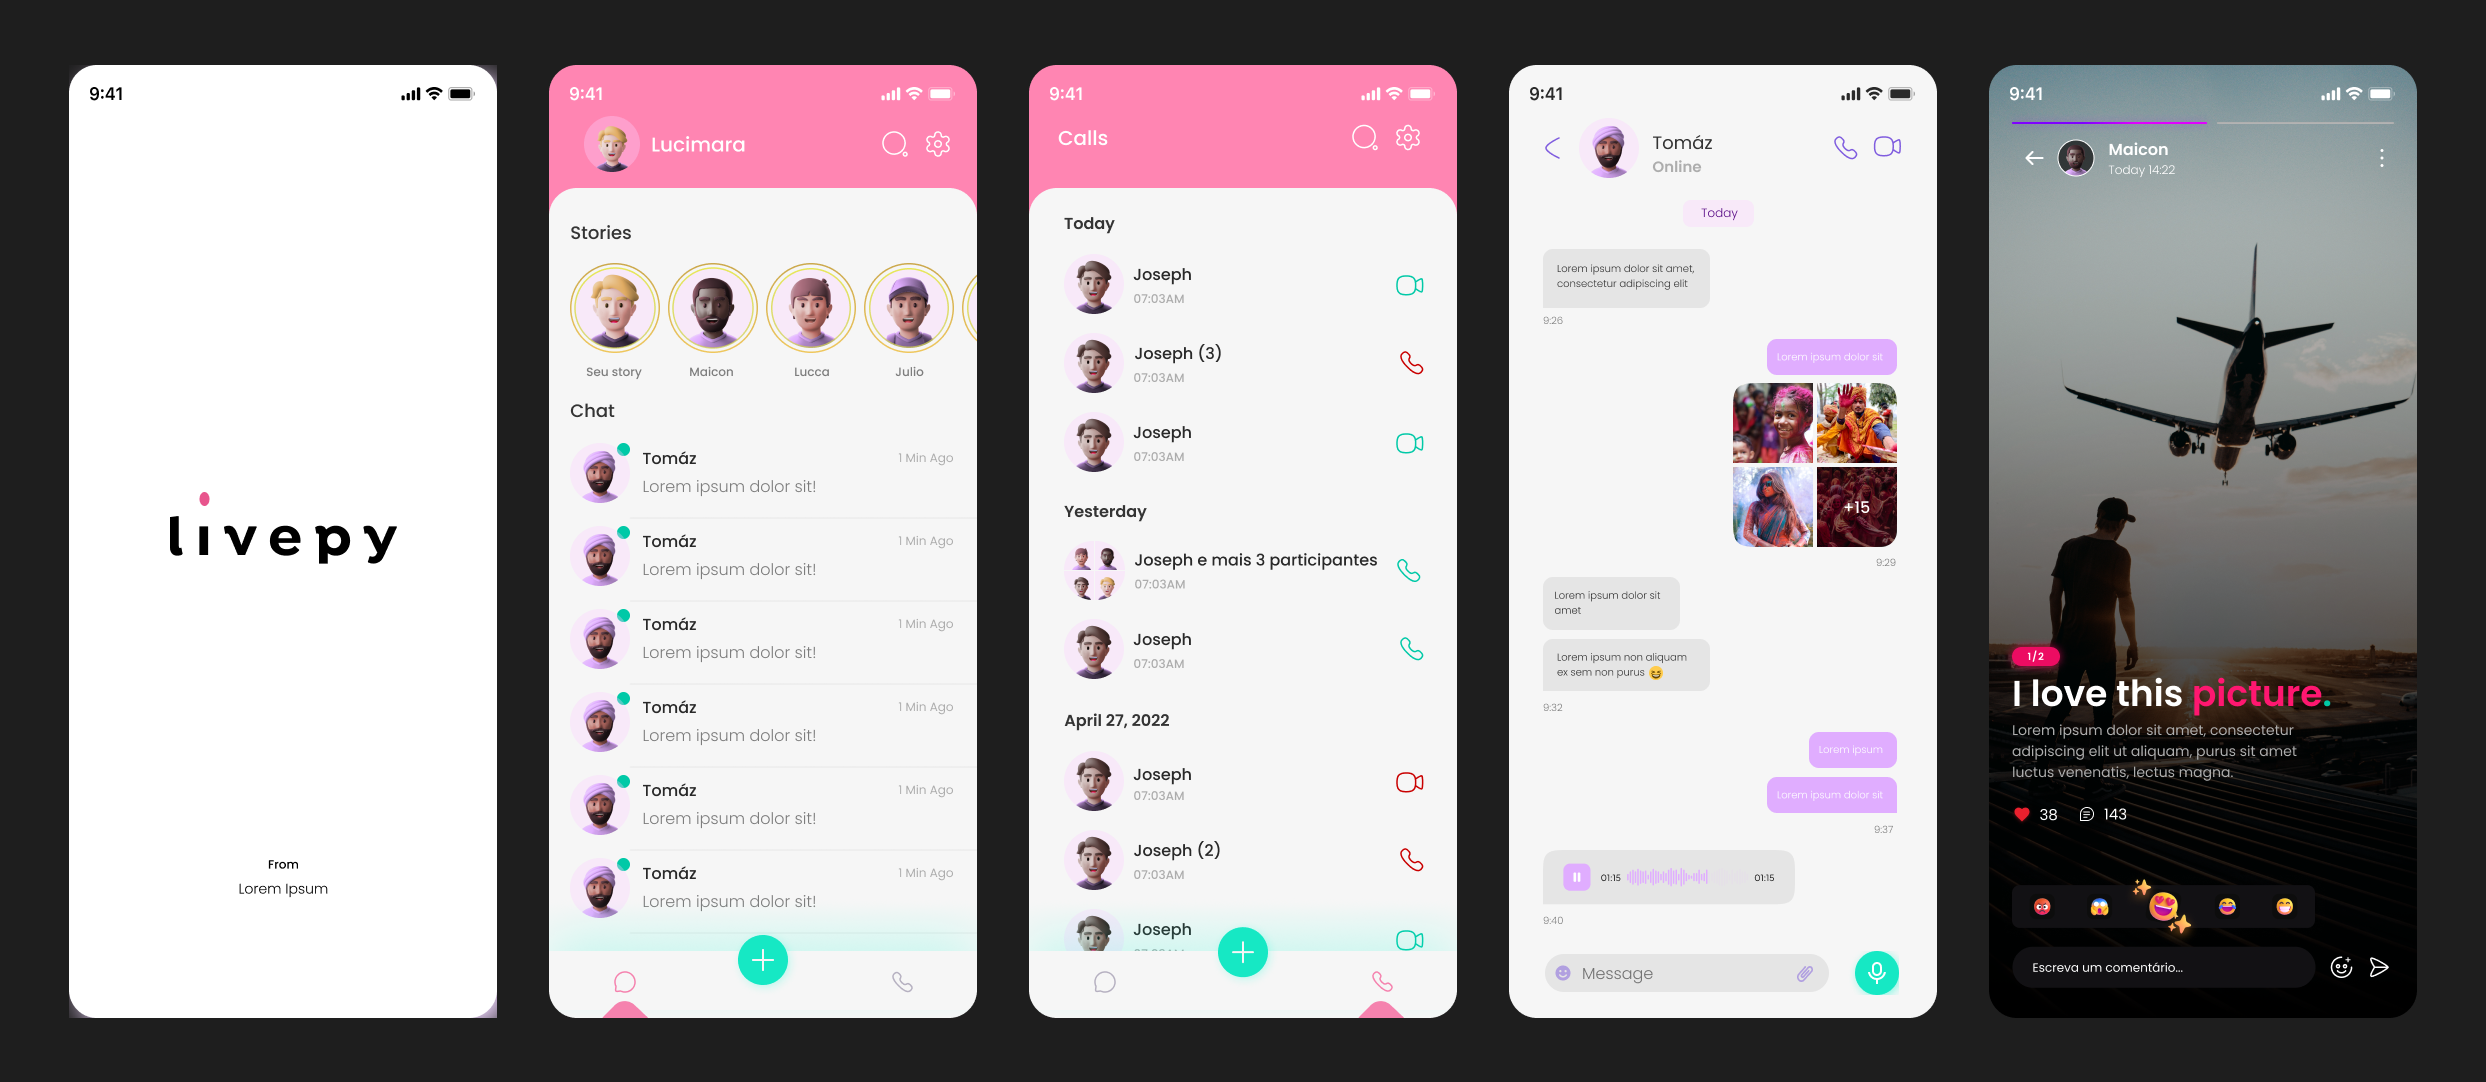 9:41
livepy
From
Lorem Ipsum
9:41
Lucimara
Stories
Seu story
Maicon
Lucca
Julio
Chat
Tomáz
1 Min Ago
Lorem ipsum dolor sit!
Tomáz
1 Min Ago
Lorem ipsum dolor sit!
Tomáz
1 Min Ago
Lorem ipsum dolor sit!
Tomáz
1 Min Ago
Lorem ipsum dolor sit!
Tomáz
1 Min Ago
Lorem ipsum dolor sit!
Tomáz
1 Min Ago
Lorem ipsum dolor sit!
9:41
Calls
Today
Joseph
07:03AM
Joseph (3)
07:03AM
Joseph
07:03AM
Yesterday
Joseph e mais 3 participantes
07:03AM
Joseph
07:03AM
April 27, 2022
Joseph
07:03AM
Joseph (2)
07:03AM
Joseph
9:41
Tomáz
Online
Today
Lorem ipsum dolor sit amet,
consectetur adipiscing elit
9:26
Lorem ipsum dolor sit
+15
9:29
Lorem ipsum dolor sit
amet
Lorem ipsum non aliquam
ex sem non purus 😆
9:32
Lorem ipsum
Lorem ipsum dolor sit
9:37
01:15
01:15
9:40
Message
9:41
Maicon
Today 14:22
1/2
I love this picture.
Lorem ipsum dolor sit amet, consectetur
adipiscing elit ut aliquam, purus sit amet
luctus venenatis, lectus magna.
38
143
Escreva um comentário...